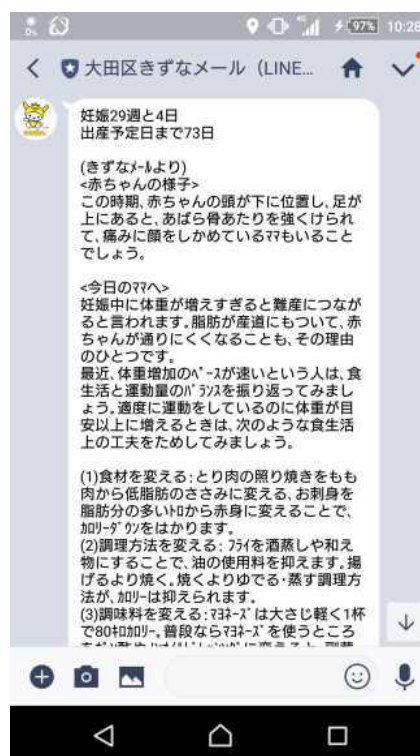 0%
4G
97%
10:28
大田区きずなメール（LINE...
妊娠29週と4日
出産予定日まで73日
(きずなﾒｰﾙより)
<赤ちゃんの様子>
この時期、赤ちゃんの頭が下に位置し、足が
上にあると、あばら骨あたりを強くけられ
て、痛みに顔をしかめているﾏﾏもいること
でしょう。
<今日のﾏﾏへ>
妊娠中に体重が増えすぎると難産につなが
ると言われます。脂肪が産道にもついて、赤
ちゃんが通りにくくなることも、その理由
のひとつです。
最近、体重増加のﾍﾟｰｽが速いという人は、食
生活と運動量のﾊﾞﾗﾝｽを振り返ってみまし
ょう。適度に運動をしているのに体重が目
安以上に増えるときは、次のような食生活
上の工夫をためしてみましょう。
(1)食材を変える：とり肉の照り焼きをもも
肉から低脂肪のささみに変える、お刺身を
脂肪分の多いﾄﾛから赤身に変えることで、
ｶﾛﾘｰﾀﾞｳﾝをはかります。
(2)調理方法を変える：ﾌﾗｲを酒蒸しや和え
物にすることで、油の使用料を抑えます。揚
げるより焼く。焼くよりゆでる・蒸す調理方
法が、ｶﾛﾘｰは抑えられます。
(3)調味料を変える：ﾏﾖﾈｰｽﾞは大さじ軽く1杯
で80ｷﾛｶﾛﾘｰ。普段ならﾏﾖﾈｰｽﾞを使うところ